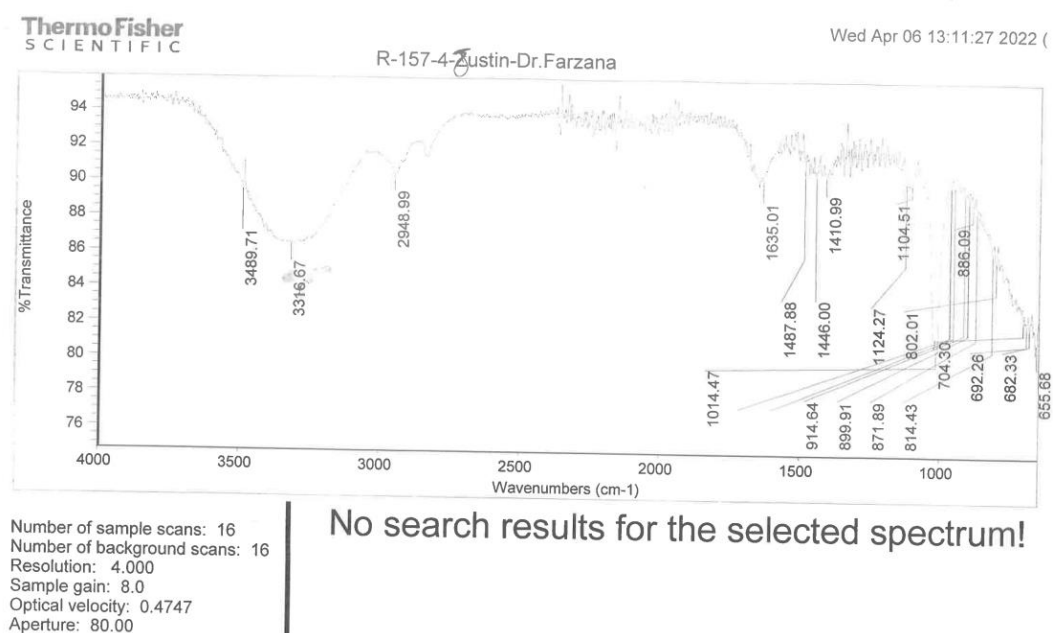 ThermoFisher
SCIENTIFIC
Wed Apr 06 13:11:27 2022 (
R-157-4-Zustin-Dr.Farzana
%Transmittance
94
92
90
88
86
84
82
80
78
76
3489.71
3316.67
2948.99
1635.01
1487.88
1446.00
1410.99
1124.27
1104.51
1014.47
914.64
899.91
886.09
871.89
814.43
802.01
704.30
692.26
682.33
655.68
4000
3500
3000
2500
2000
1500
1000
Wavenumbers (cm-1)
Number of sample scans: 16
Number of background scans: 16
Resolution: 4.000
Sample gain: 8.0
Optical velocity: 0.4747
Aperture: 80.00
No search results for the selected spectrum!